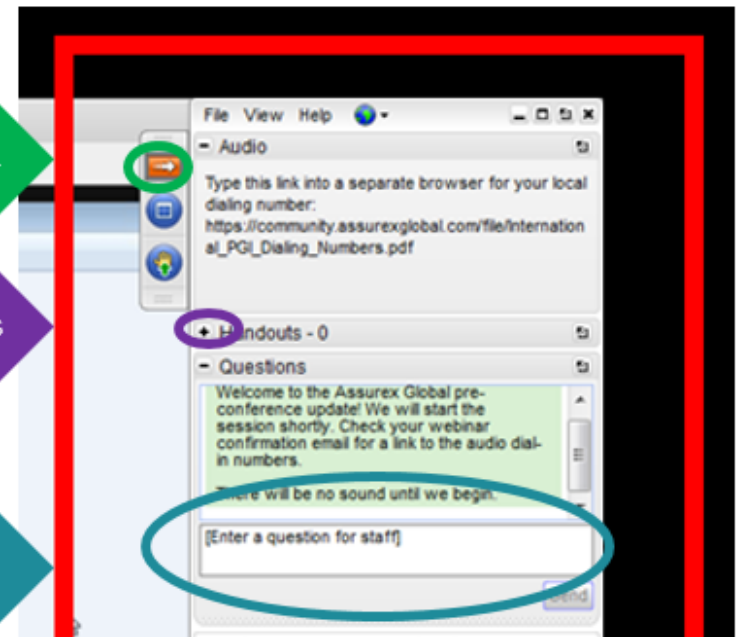 File View Help
- Audio
Type this link into a separate browser for your local
dialing number:
https://community.assurexglobal.com/file/Internation
al_PGI_Dialing_Numbers.pdf
+ Handouts - 0
- Questions
Welcome to the Assurex Global pre-
conference update! We will start the
session shortly. Check your webinar
confirmation email for a link to the audio dial-
in numbers.
There will be no sound until we begin.
[Enter a question for staff]
Send